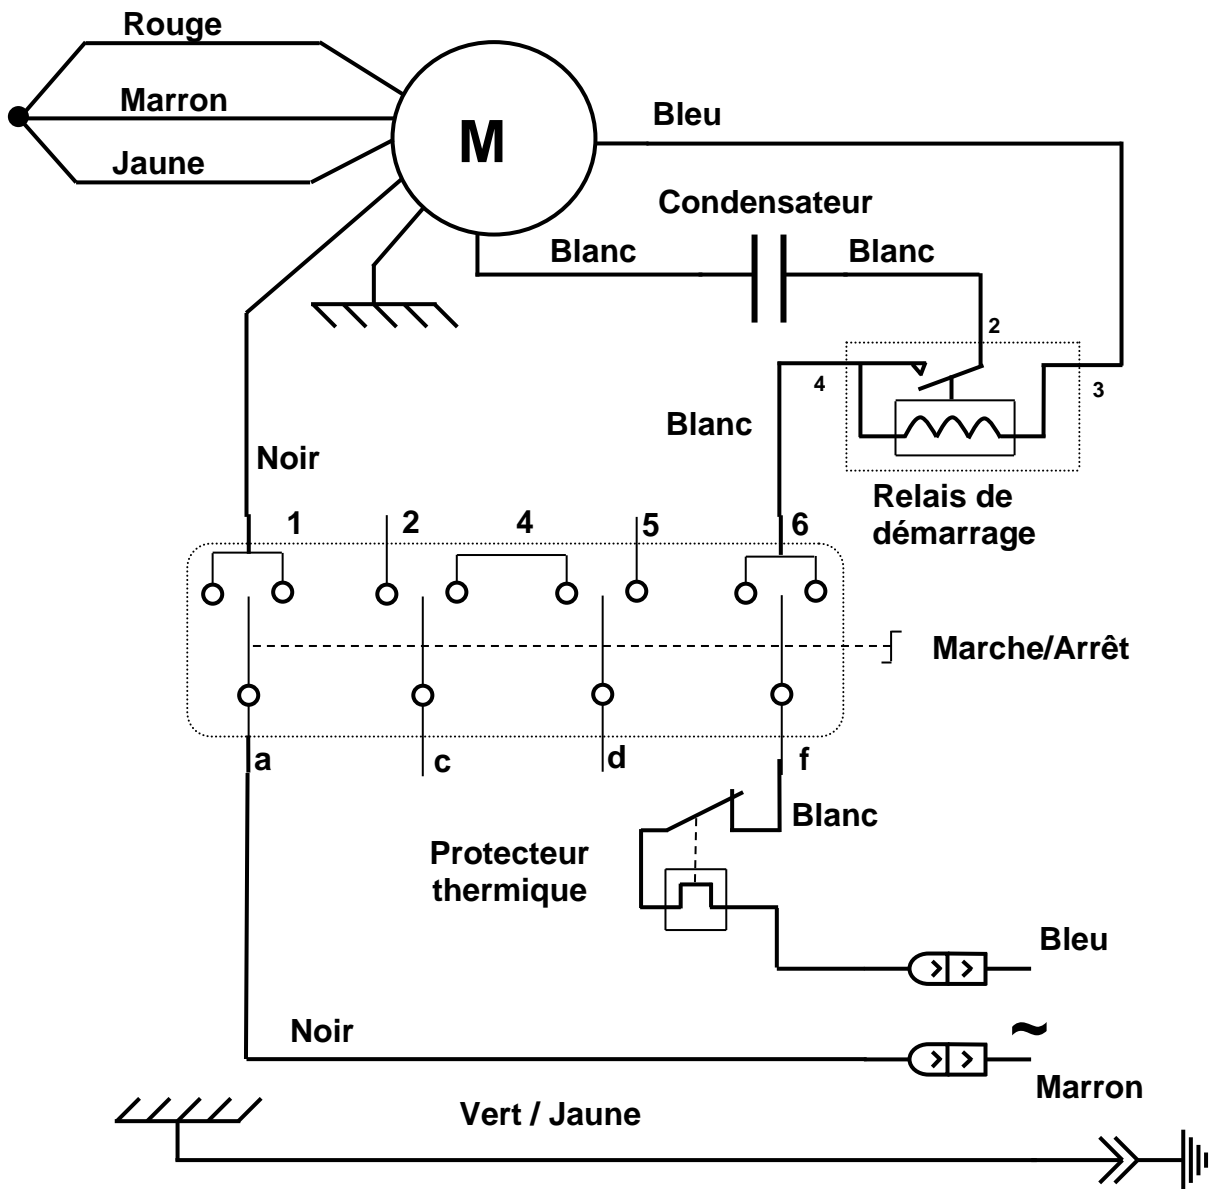 Rouge
Marron
Jaune
M
Bleu
Condensateur
Blanc
Blanc
2
4
3
Blanc
Noir
Relais de
démarrage
1
2
4
5
6
Marche/Arrêt
a
c
d
f
Blanc
Protecteur
thermique
Bleu
Noir
~
Marron
Vert / Jaune